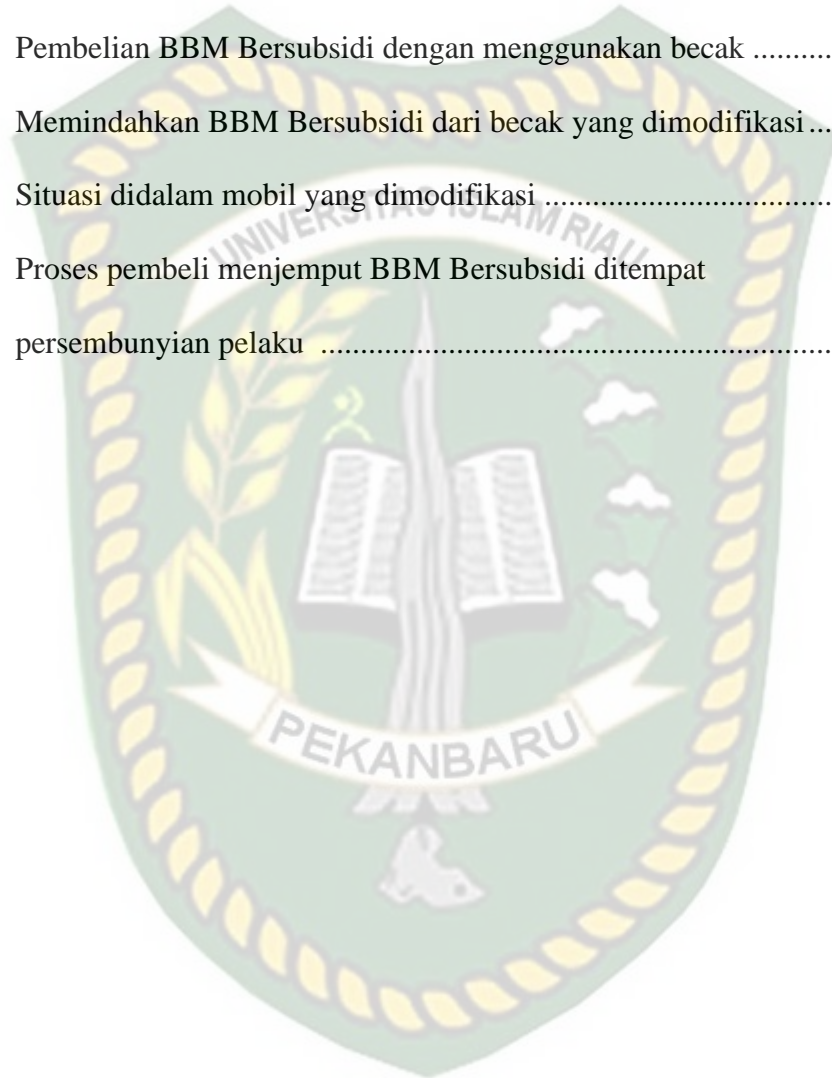 Pembelian BBM Bersubsidi dengan menggunakan becak ..........
Memindahkan BBM Bersubsidi dari becak yang dimodifikasi ...
Situasi didalam mobil yang dimodifikasi ................................
UNIVERSITAS ISLAM RIAU
Proses pembeli menjemput BBM Bersubsidi ditempat
persembunyian pelaku ........................................................
PEKANBARU